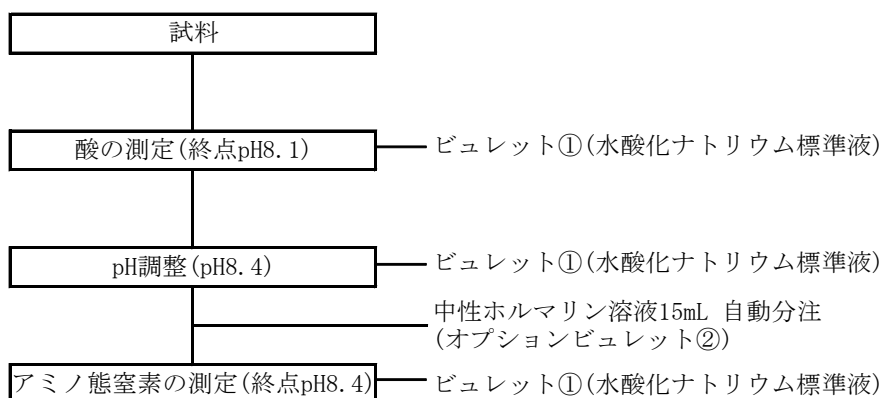 試料
酸の測定(終点pH8.1)
ビュレット①(水酸化ナトリウム標準液)
pH調整(pH8.4)
ビュレット①(水酸化ナトリウム標準液)
中性ホルマリン溶液15mL 自動分注
(オプションビュレット②)
アミノ態窒素の測定(終点pH8.4)
ビュレット①(水酸化ナトリウム標準液)